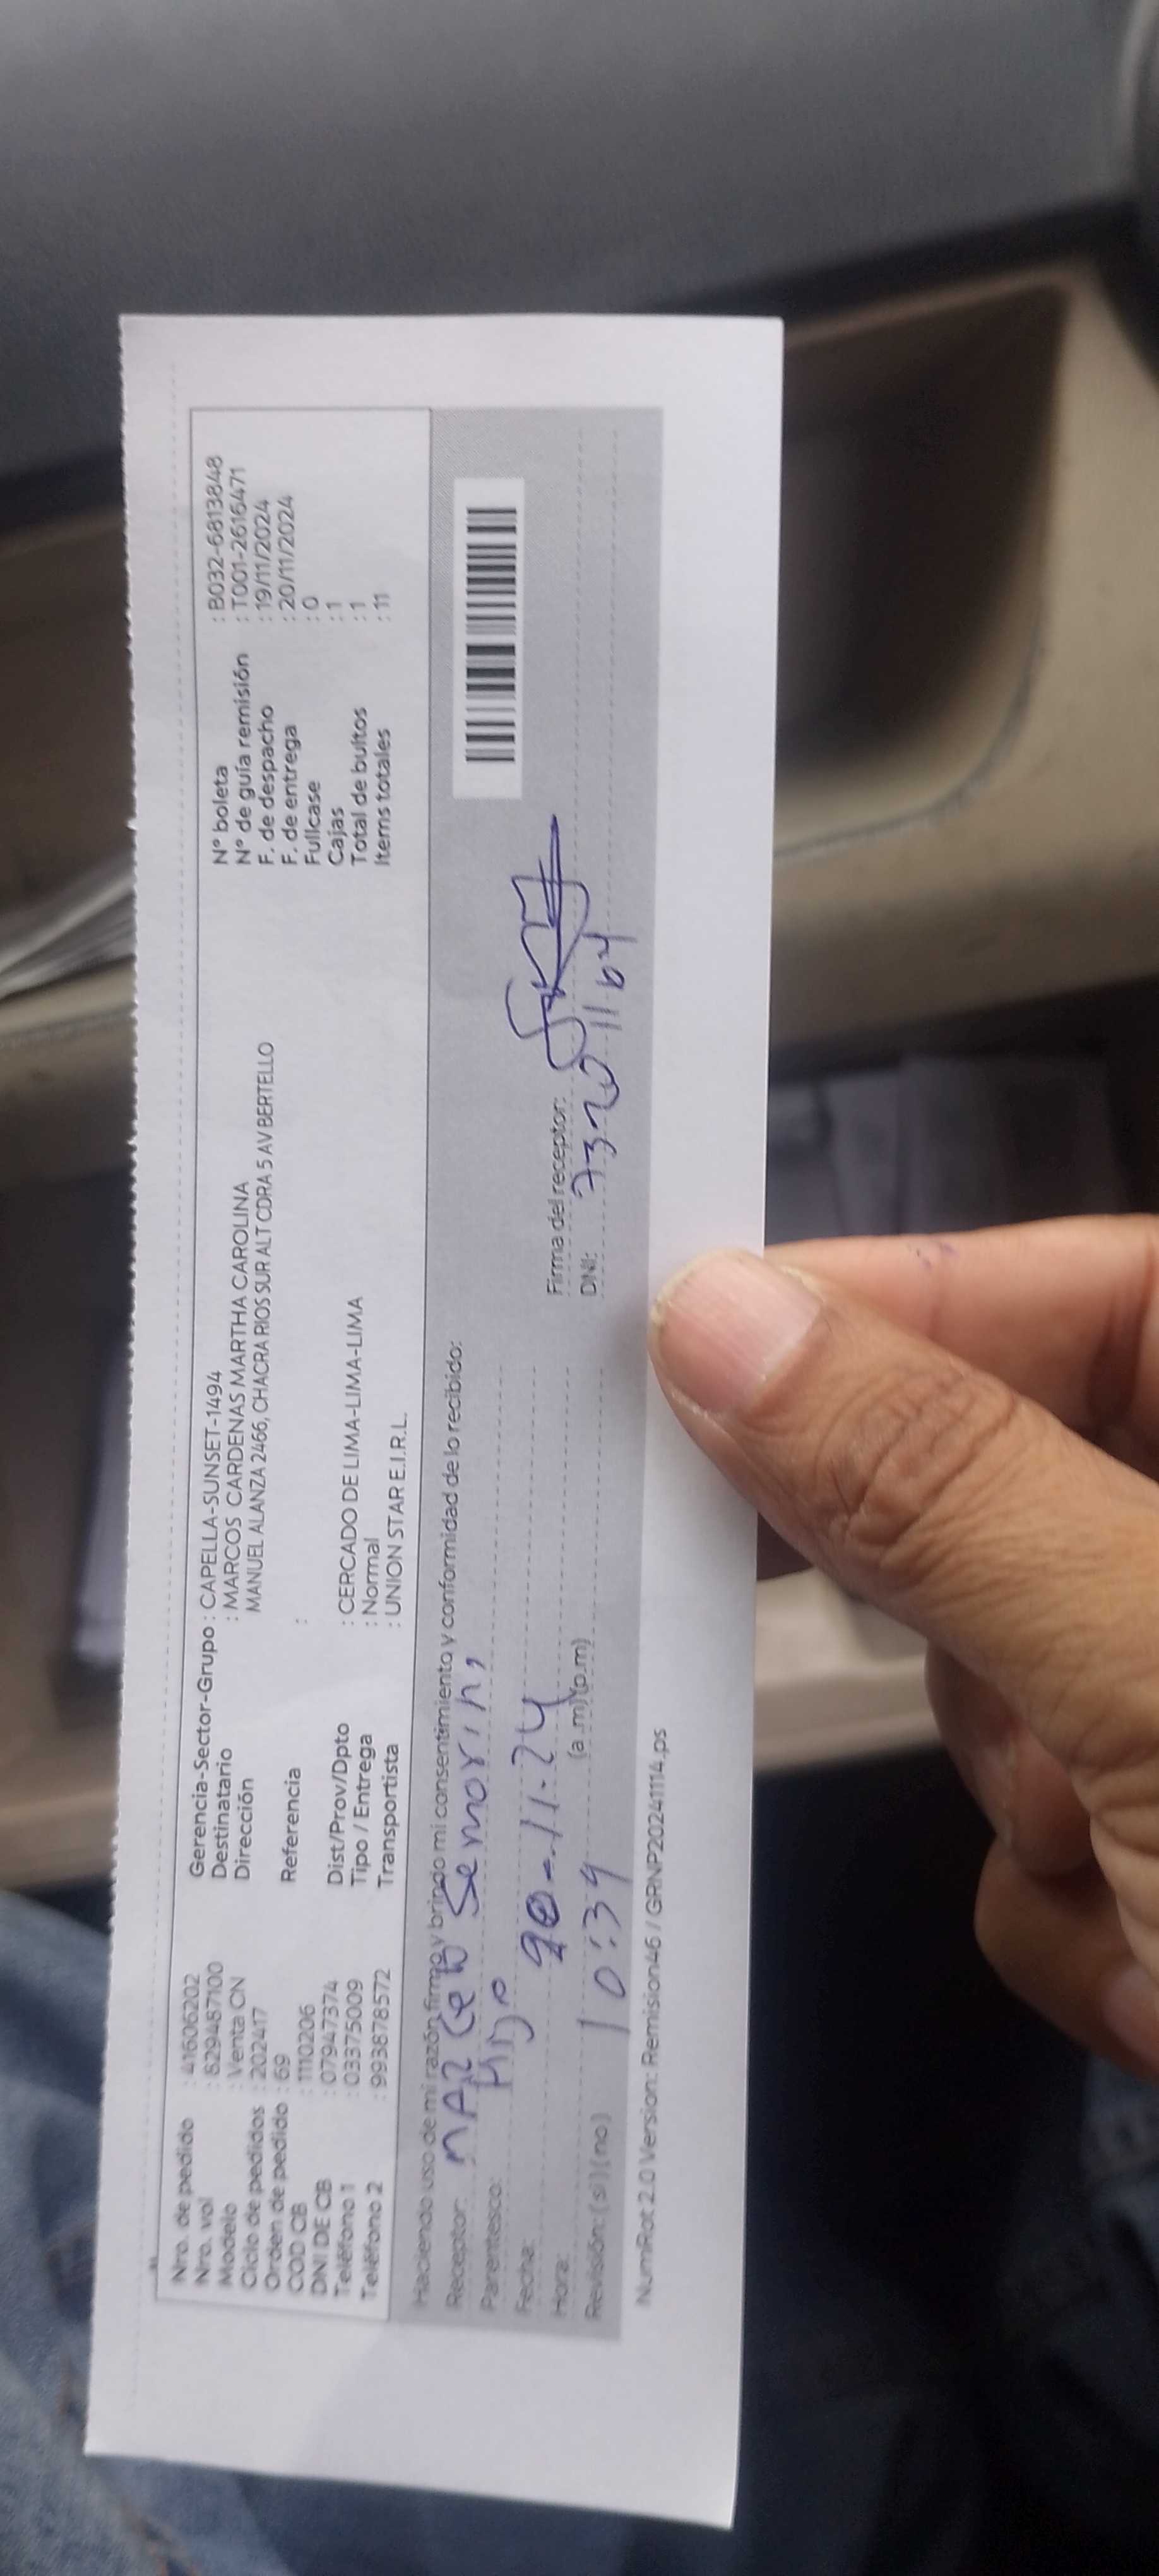 Nro. de pedido : 41606202
Nro. vol : 829487100
Modelo : Venta CN
Ciclo de pedidos : 202417
Orden de pedido : 69
COD CB : 1110206
DNI DE CB : 07947374
Teléfono 1 : 03375009
Teléfono 2 : 993878572
Gerencia-Sector-Grupo : CAPELLA-SUNSET-1494
Destinatario : MARCOS CARDENAS MARTHA CAROLINA
Dirección MANUEL ALANZA 2466, CHACRA RIOS SUR ALT CDRA 5 AV BERTELLO
Referencia :
Dist/Prov/Dpto : CERCADO DE LIMA-LIMA-LIMA
Tipo / Entrega : Normal
Transportista : UNION STAR E.I.R.L.
N° boleta : B032-6813848
N° de guía remisión : T001-2616471
F. de despacho : 19/11/2024
F. de entrega : 20/11/2024
Fullcase : 0
Cajas : 1
Total de bultos : 1
Items totales : 11
Haciendo uso de mi razón, firmo y brindo mi consentimiento y conformidad de lo recibido:
Receptor:
Parentesco: Hijo
Fecha: 20-11-24
Hora: 10:39 (a.m)(p.m)
Revisión: (si)(no)
Firma del receptor:
DNI:
NumRot 2.0 Version: Remision46 / GRNP20241114.ps